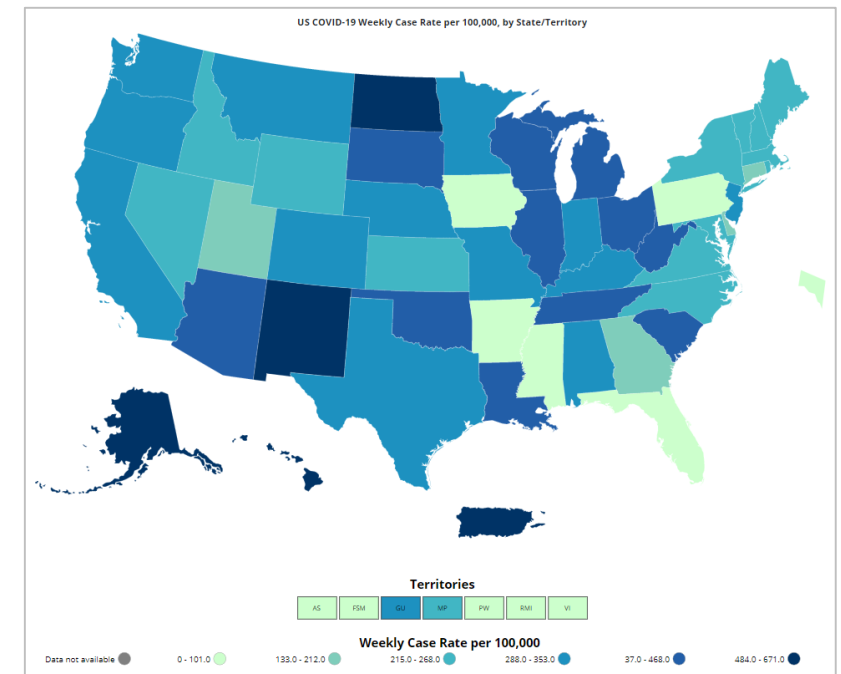 US COVID-19 Weekly Case Rate per 100,000, by State/Territory
Territories
AS FSM GU MP PW RMI VI
Weekly Case Rate per 100,000
Data not available 0 - 101.0 133.0 - 212.0 215.0 - 268.0 288.0 - 353.0 37.0 - 468.0 484.0 - 671.0